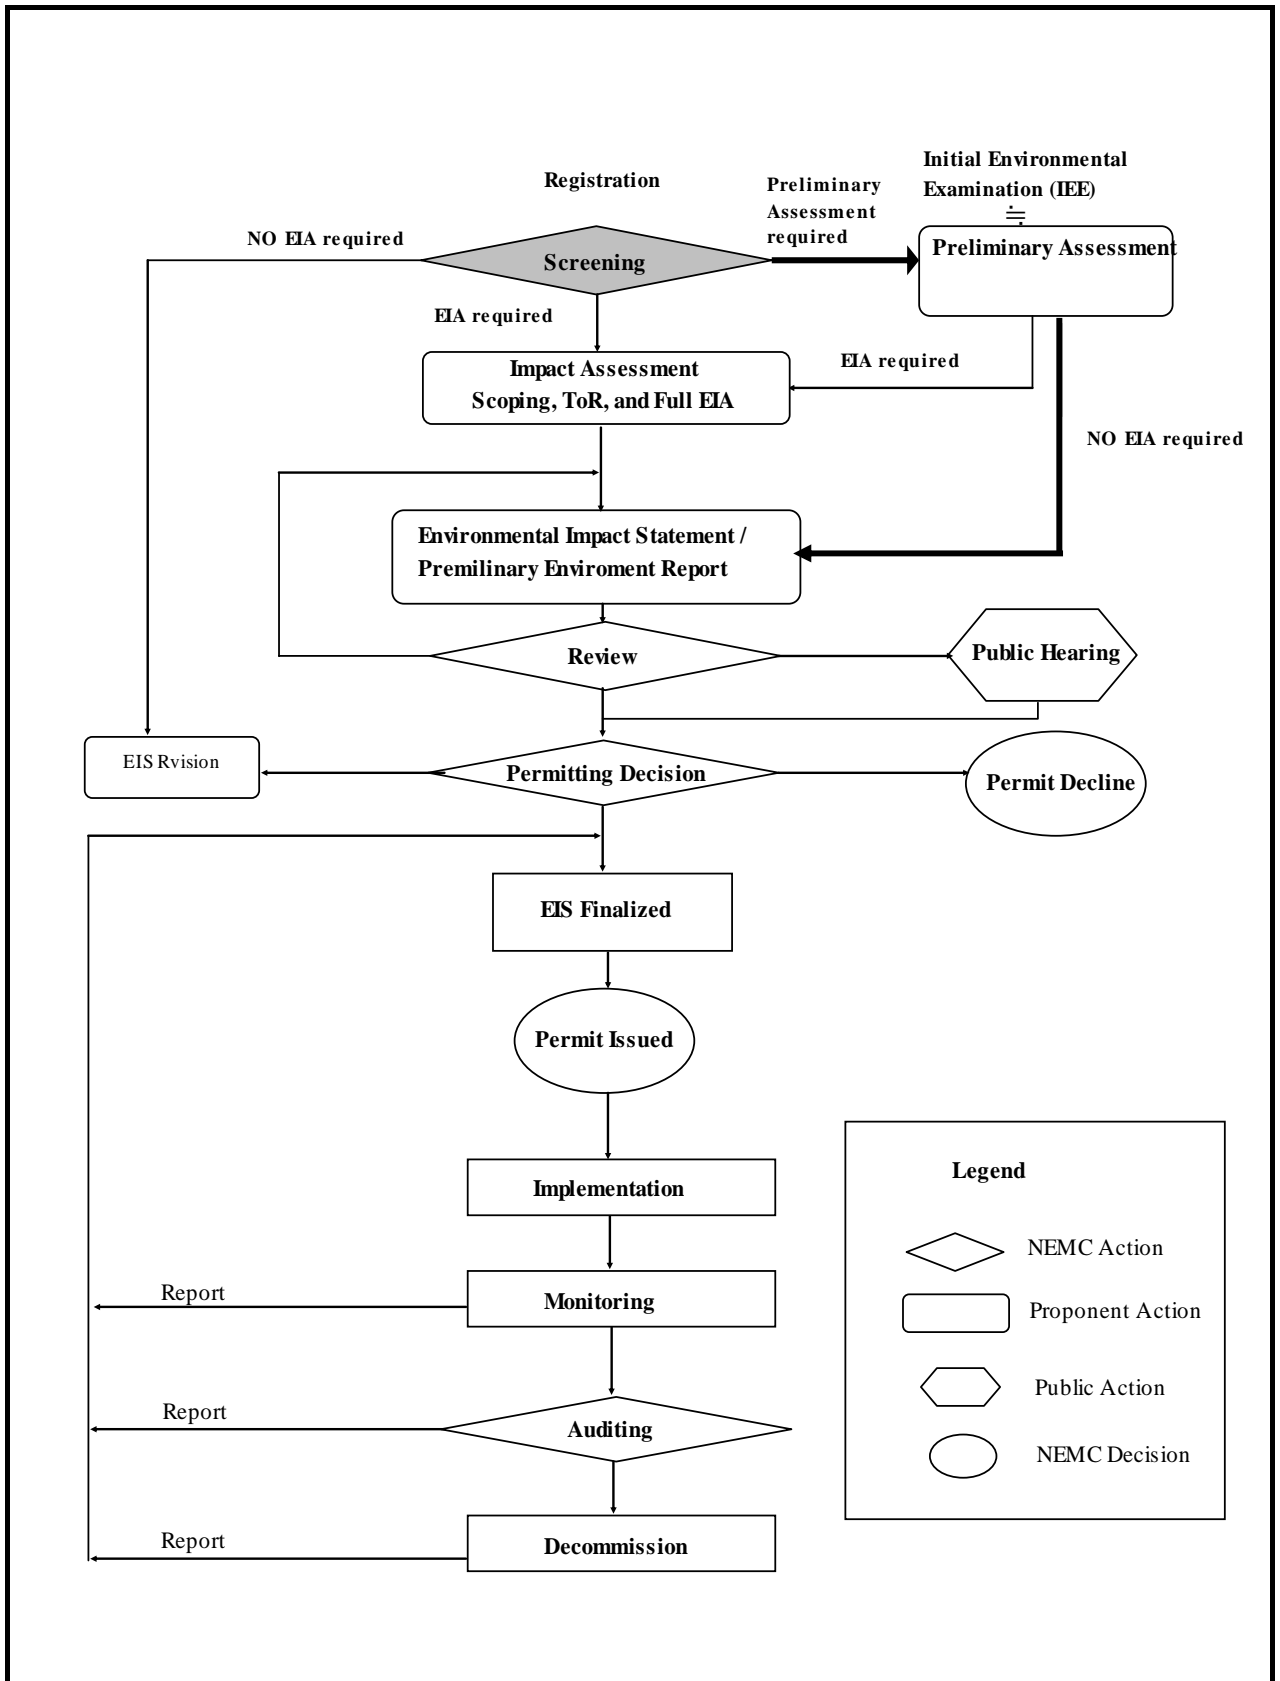 Registration
Preliminary
Assessment
required
Initial Environmental
Examination (IEE)
≒
NO EIA required
Screening
Preliminary Assessment
EIA required
Impact Assessment
Scoping, ToR, and Full EIA
EIA required
NO EIA required
Environmental Impact Statement /
Premilinary Enviroment Report
Review
Public Hearing
EIS Rvision
Permitting Decision
Permit Decline
EIS Finalized
Permit Issued
Implementation
Report
Monitoring
Report
Auditing
Report
Decommission
Legend
NEMC Action
Proponent Action
Public Action
NEMC Decision